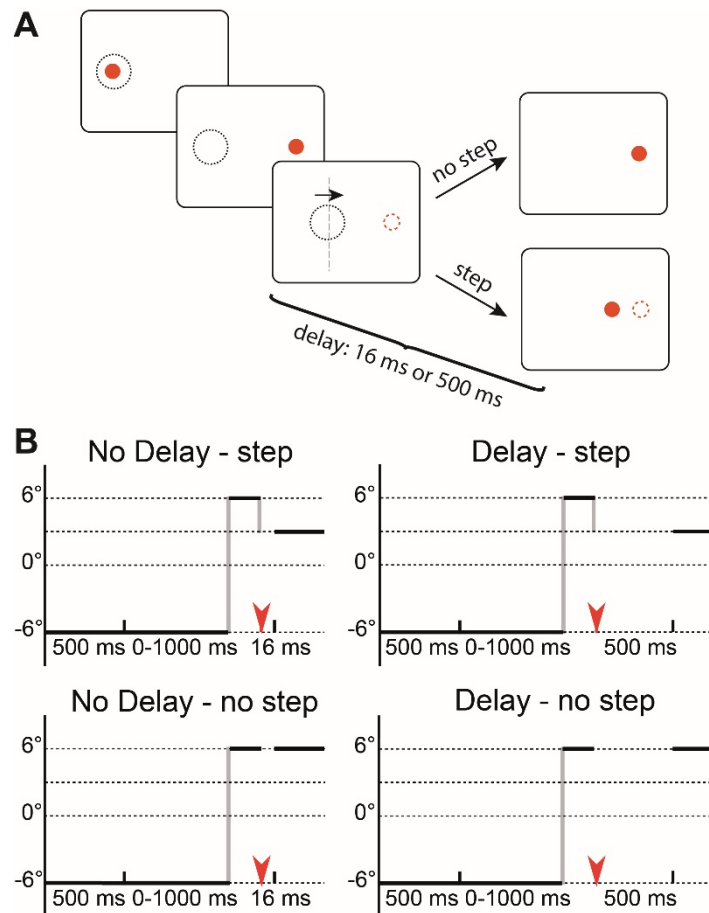 A
no step
step
delay: 16 ms or 500 ms
B
No Delay - step
Delay - step
6°
0°
-6°
500 ms 0-1000 ms 16 ms
6°
0°
-6°
500 ms 0-1000 ms 500 ms
No Delay - no step
Delay - no step
6°
0°
-6°
500 ms 0-1000 ms 16 ms
6°
0°
-6°
500 ms 0-1000 ms 500 ms